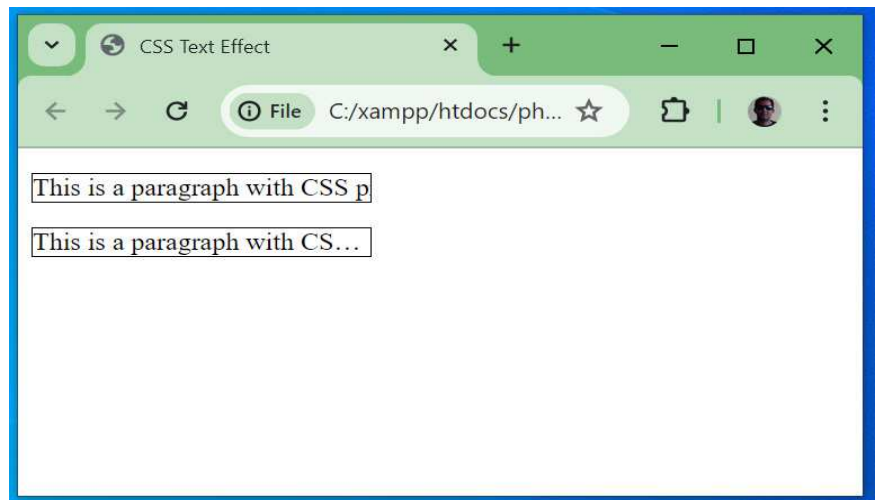 CSS Text Effect
File C:/xampp/htdocs/ph...
This is a paragraph with CSS p
This is a paragraph with CS…